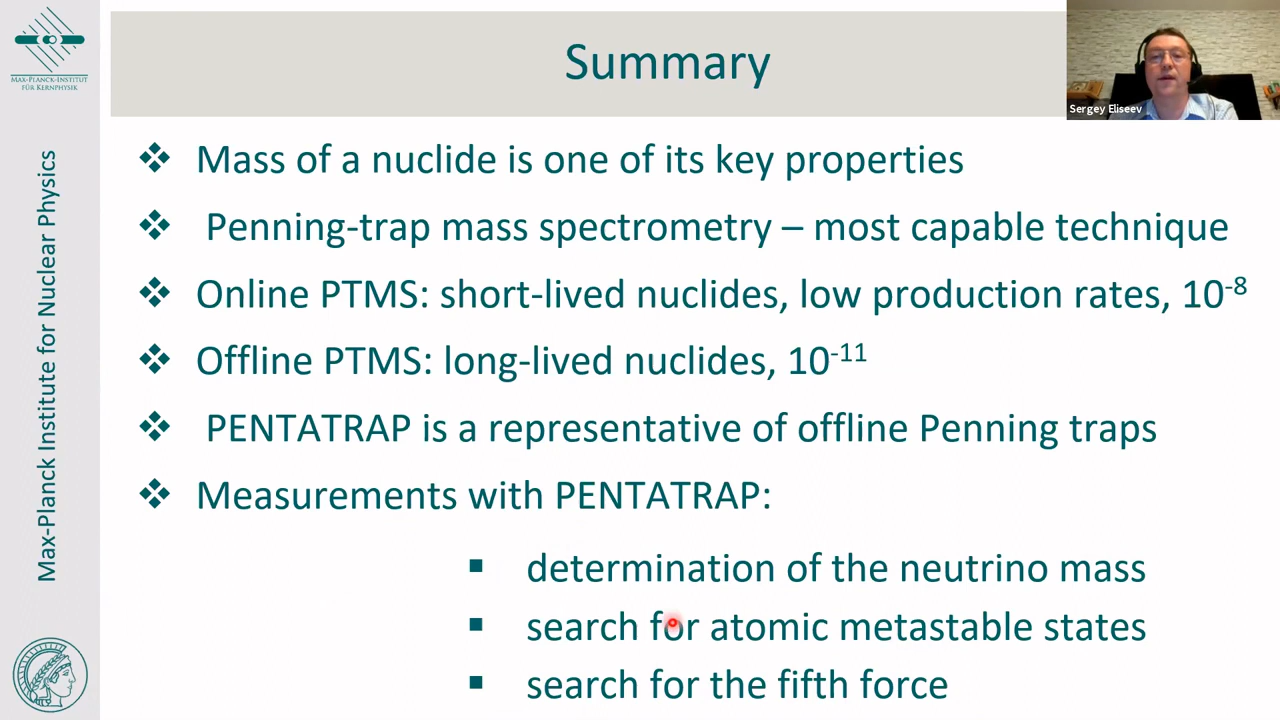 Summary
Sergey Eliseev
MAX-PLANCK-INSTITUT
FÜR KERNPHYSIK
Max-Planck Institute for Nuclear Physics
❖ Mass of a nuclide is one of its key properties
❖ Penning-trap mass spectrometry – most capable technique
❖ Online PTMS: short-lived nuclides, low production rates, 10⁻⁸
❖ Offline PTMS: long-lived nuclides, 10⁻¹¹
❖ PENTATRAP is a representative of offline Penning traps
❖ Measurements with PENTATRAP:
▪ determination of the neutrino mass
▪ search for atomic metastable states
▪ search for the fifth force